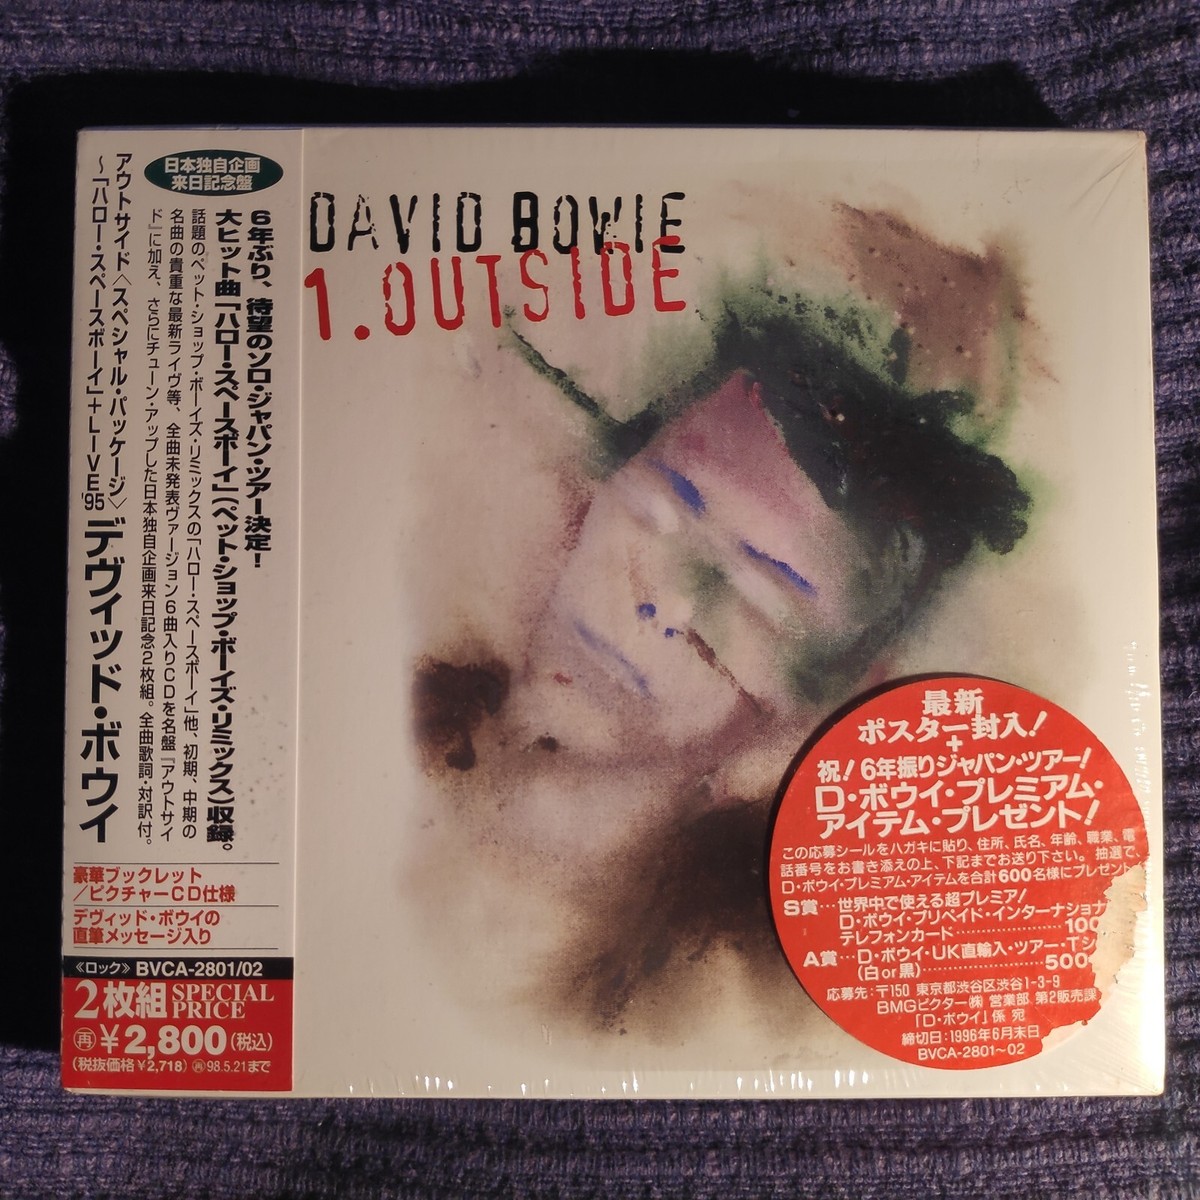 日本独自企画
来日記念盤
アウトサイド〈スペシャル・パッケージ〉
〜「ハロー・スペースボーイ」+LIVE'95
デヴィッド・ボウイ
6年ぶり、待望のソロ・ジャパン・ツアー決定!
大ヒット曲「ハロー・スペースボーイ」(ペット・ショップ・ボーイズ・リミックス)収録。
話題のペット・ショップ・ボーイズ・リミックスの「ハロー・スペースボーイ」他、初期、中期の
名曲の貴重な最新ライヴ等、全曲未発表ヴァージョン6曲入りCDを名盤『アウトサイ
ド』に加え、さらにチューン・アップした日本独自企画来日記念2枚組。全曲歌詞・対訳付。
豪華ブックレット
/ピクチャーCD仕様
デヴィッド・ボウイの
直筆メッセージ入り
《ロック》 BVCA-2801/02
2枚組 SPECIAL PRICE
再 ¥2,800(税込)
(税抜価格¥2,718) 再98.5.21まで
DAVID BOWIE
1.OUTSIDE
最新
ポスター封入!
+
祝!6年振りジャパン・ツアー!
D・ボウイ・プレミアム・
アイテム・プレゼント!
この応募シールをハガキに貼り、住所、氏名、年齢、職業、電
話番号をお書き添えの上、下記までお送り下さい。抽選で、
D・ボウイ・プレミアム・アイテムを合計600名様にプレゼント
S賞…世界中で使える超プレミア!
D・ボウイ・プリペイド・インターナショナ
テレフォンカード……………100
A賞…D・ボウイ・UK直輸入・ツアー・Tシ
(白or黒)……………500
応募先:〒150 東京都渋谷区渋谷1-3-9
BMGビクター㈱ 営業部 第2販売課
「D・ボウイ」係 宛
締切日:1996年6月末日
BVCA-2801〜02